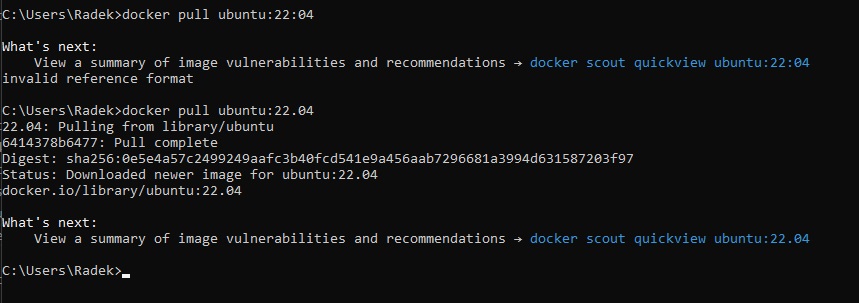 C:\Users\Radek>docker pull ubuntu:22:04
What's next:
View a summary of image vulnerabilities and recommendations → docker scout quickview ubuntu:22:04
invalid reference format
C:\Users\Radek>docker pull ubuntu:22.04
22.04: Pulling from library/ubuntu
6414378b6477: Pull complete
Digest: sha256:0e5e4a57c2499249aafc3b40fcd541e9a456aab7296681a3994d631587203f97
Status: Downloaded newer image for ubuntu:22.04
docker.io/library/ubuntu:22.04
What's next:
View a summary of image vulnerabilities and recommendations → docker scout quickview ubuntu:22.04
C:\Users\Radek>